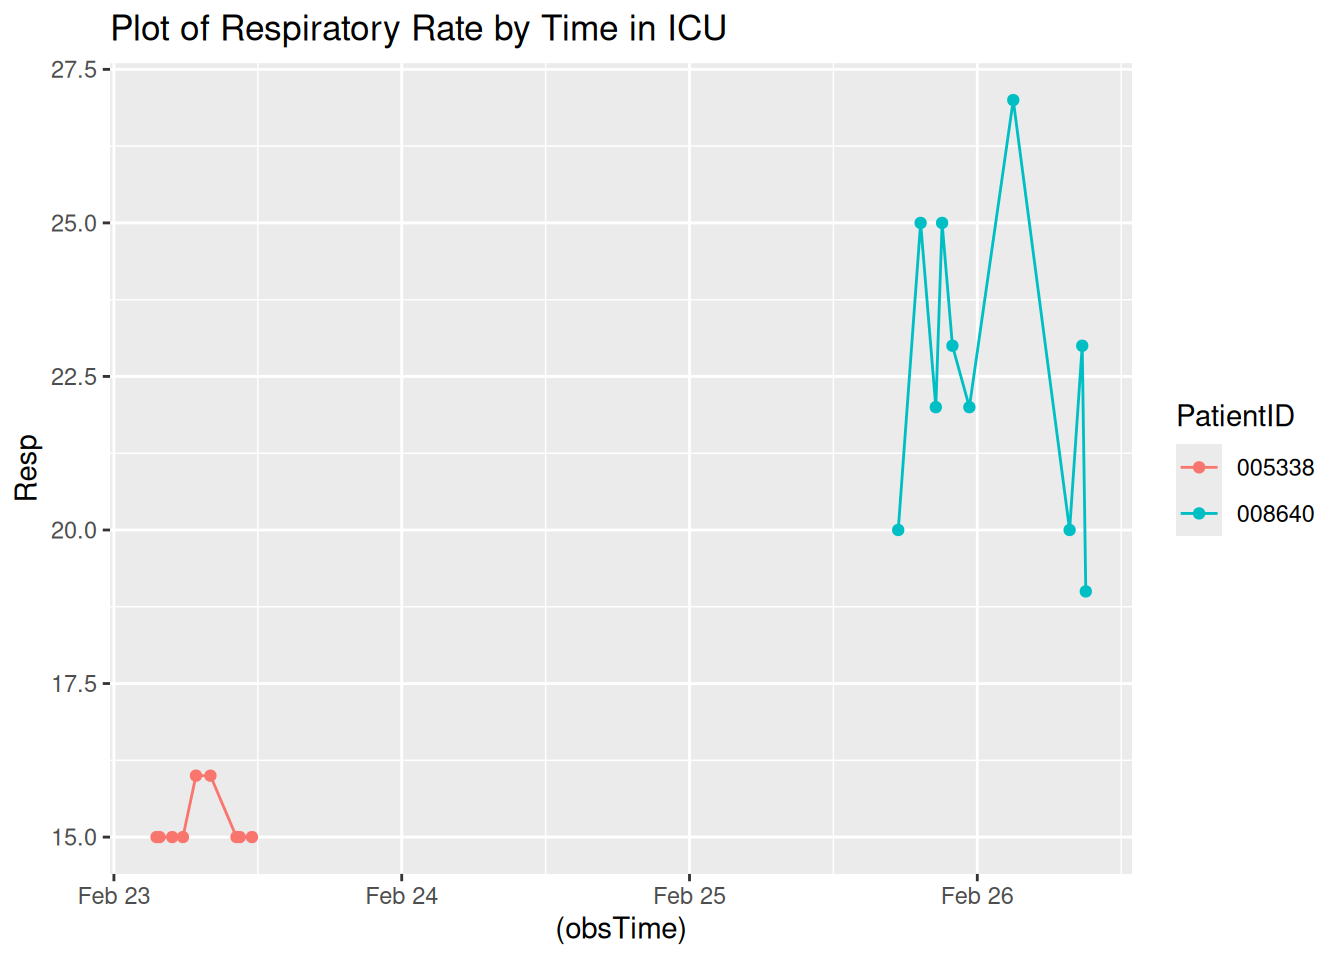 Plot of Respiratory Rate by Time in ICU
27.5
25.0
22.5
20.0
17.5
15.0
Resp
Feb 23
Feb 24
Feb 25
Feb 26
(obsTime)
PatientID
005338
008640